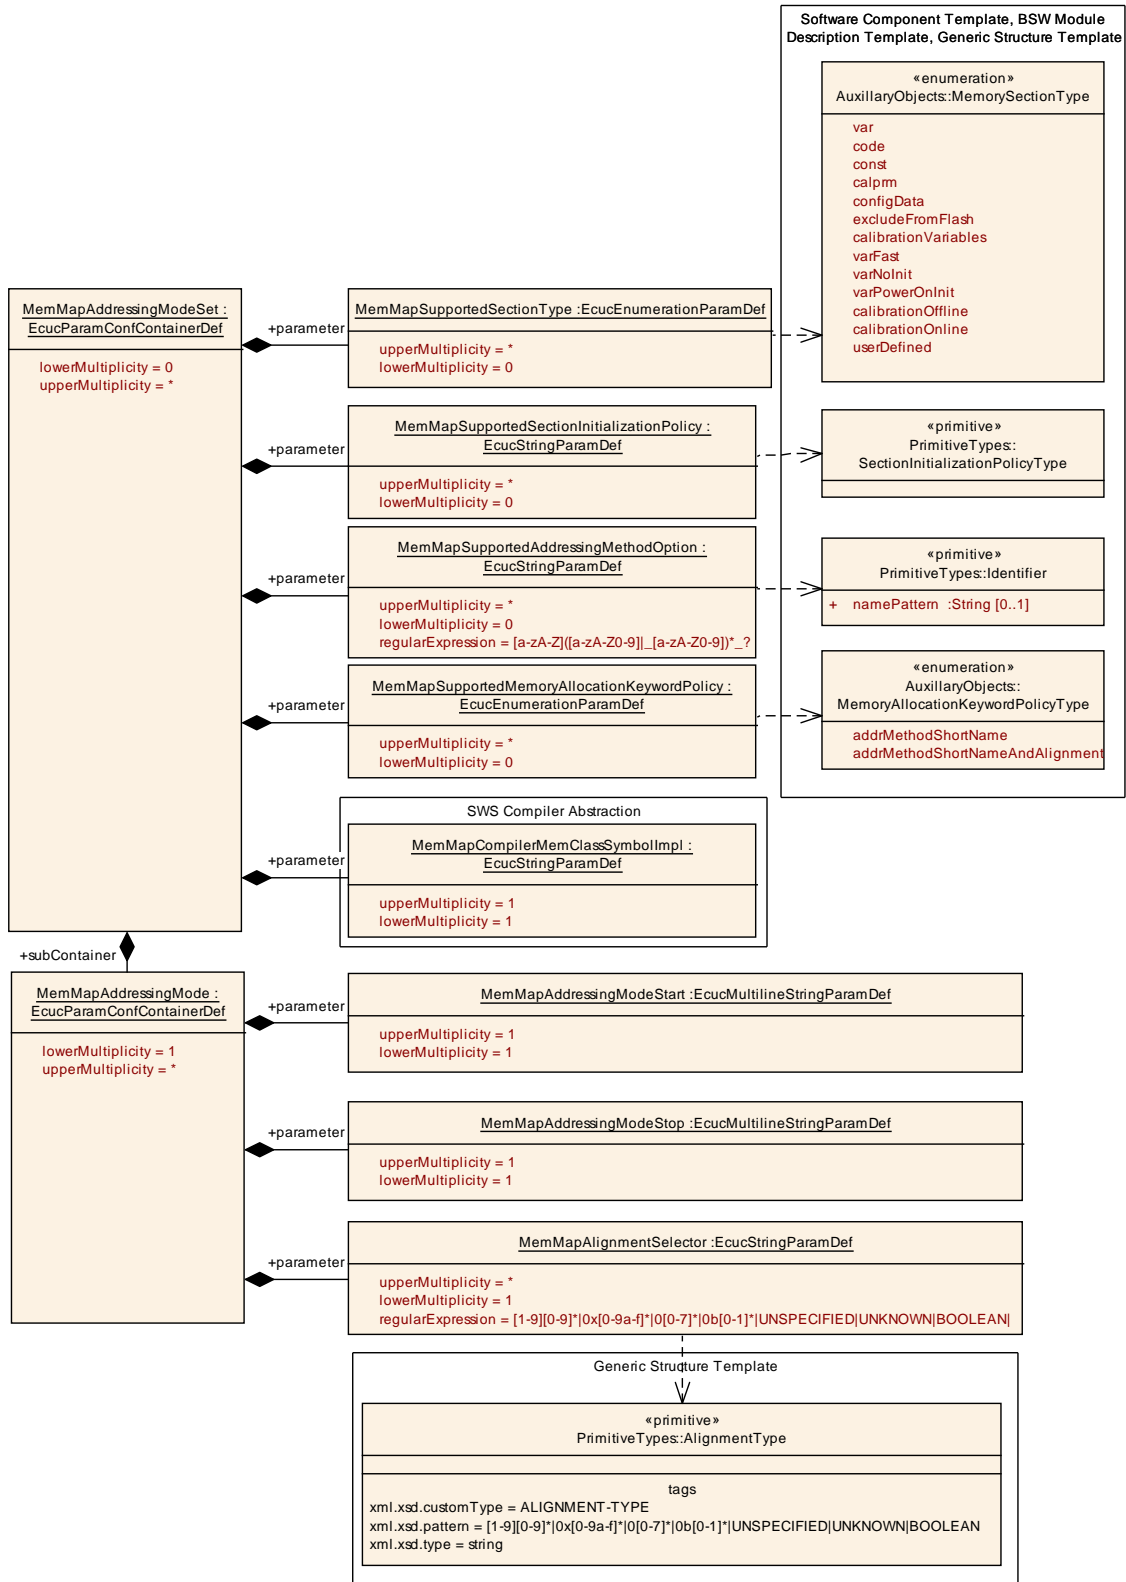 Software Component Template, BSW Module
Description Template, Generic Structure Template
«enumeration»
AuxillaryObjects::MemorySectionType
var
code
const
calprm
configData
excludeFromFlash
calibrationVariables
varFast
varNoInit
varPowerOnInit
calibrationOffline
calibrationOnline
userDefined
MemMapAddressingModeSet :
EcucParamConfContainerDef
lowerMultiplicity = 0
upperMultiplicity = *
+parameter
MemMapSupportedSectionType :EcucEnumerationParamDef
upperMultiplicity = *
lowerMultiplicity = 0
+parameter
MemMapSupportedSectionInitializationPolicy :
EcucStringParamDef
upperMultiplicity = *
lowerMultiplicity = 0
«primitive»
PrimitiveTypes::
SectionInitializationPolicyType
+parameter
MemMapSupportedAddressingMethodOption :
EcucStringParamDef
upperMultiplicity = *
lowerMultiplicity = 0
regularExpression = [a-zA-Z]([a-zA-Z0-9]|_[a-zA-Z0-9])*_?
«primitive»
PrimitiveTypes::Identifier
+ namePattern :String [0..1]
+parameter
MemMapSupportedMemoryAllocationKeywordPolicy :
EcucEnumerationParamDef
upperMultiplicity = *
lowerMultiplicity = 0
«enumeration»
AuxillaryObjects::
MemoryAllocationKeywordPolicyType
addrMethodShortName
addrMethodShortNameAndAlignment
SWS Compiler Abstraction
+parameter
MemMapCompilerMemClassSymbolImpl :
EcucStringParamDef
upperMultiplicity = 1
lowerMultiplicity = 1
+subContainer
MemMapAddressingMode :
EcucParamConfContainerDef
lowerMultiplicity = 1
upperMultiplicity = *
+parameter
MemMapAddressingModeStart :EcucMultilineStringParamDef
upperMultiplicity = 1
lowerMultiplicity = 1
+parameter
MemMapAddressingModeStop :EcucMultilineStringParamDef
upperMultiplicity = 1
lowerMultiplicity = 1
+parameter
MemMapAlignmentSelector :EcucStringParamDef
upperMultiplicity = *
lowerMultiplicity = 1
regularExpression = [1-9][0-9]*|0x[0-9a-f]*|0[0-7]*|0b[0-1]*|UNSPECIFIED|UNKNOWN|BOOLEAN|
Generic Structure Template
«primitive»
PrimitiveTypes::AlignmentType
tags
xml.xsd.customType = ALIGNMENT-TYPE
xml.xsd.pattern = [1-9][0-9]*|0x[0-9a-f]*|0[0-7]*|0b[0-1]*|UNSPECIFIED|UNKNOWN|BOOLEAN
xml.xsd.type = string